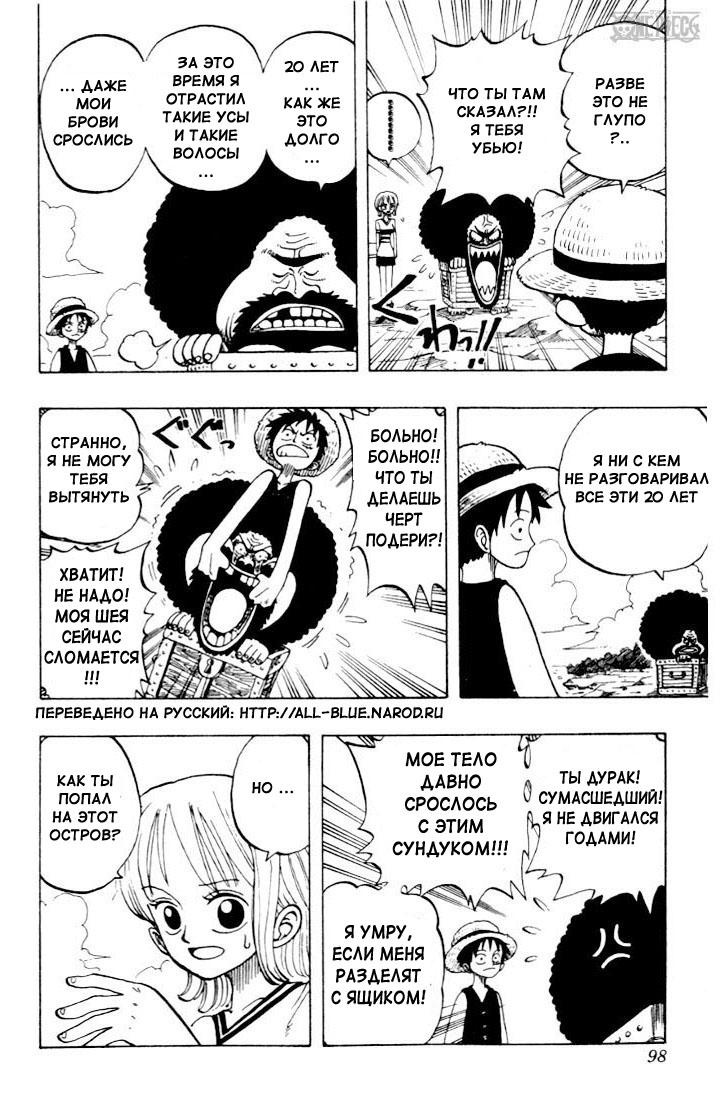 РАЗВЕ
ЭТО НЕ
ГЛУПО
?..
ЧТО ТЫ ТАМ
СКАЗАЛ?!!
Я ТЕБЯ
УБЬЮ!
20 ЛЕТ
...
КАК ЖЕ
ЭТО
ДОЛГО
...
ЗА ЭТО
ВРЕМЯ Я
ОТРАСТИЛ
ТАКИЕ УСЫ
И ТАКИЕ
ВОЛОСЫ
...
... ДАЖЕ
МОИ
БРОВИ
СРОСЛИСЬ
Я НИ С КЕМ
НЕ РАЗГОВАРИВАЛ
ВСЕ ЭТИ 20 ЛЕТ
БОЛЬНО!
БОЛЬНО!!
ЧТО ТЫ
ДЕЛАЕШЬ
ЧЕРТ
ПОДЕРИ?!
СТРАННО,
Я НЕ МОГУ
ТЕБЯ
ВЫТЯНУТЬ
ХВАТИТ!
НЕ НАДО!
МОЯ ШЕЯ
СЕЙЧАС
СЛОМАЕТСЯ
!!!
ПЕРЕВЕДЕНО НА РУССКИЙ: HTTP://ALL-BLUE.NAROD.RU
ТЫ ДУРАК!
СУМАСШЕДШИЙ!
Я НЕ ДВИГАЛСЯ
ГОДАМИ!
МОЕ ТЕЛО
ДАВНО
СРОСЛОСЬ
С ЭТИМ
СУНДУКОМ!!!
Я УМРУ,
ЕСЛИ МЕНЯ
РАЗДЕЛЯТ
С ЯЩИКОМ!
НО ...
КАК ТЫ
ПОПАЛ
НА ЭТОТ
ОСТРОВ?
98